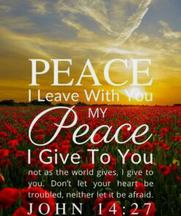 PEACE
I Leave With You
MY
Peace
I Give To You
not as the world gives, I give to
you. Don't let your heart be
troubled, neither let it be afraid.
JOHN 14:27